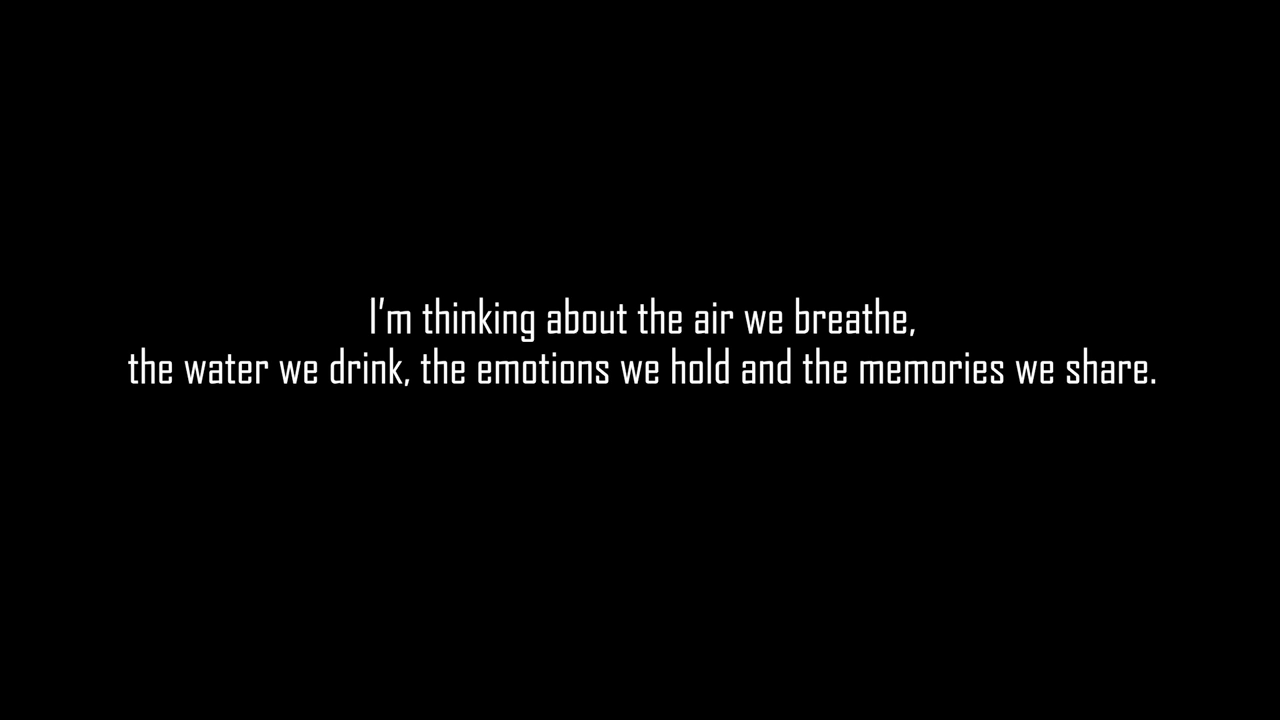 I’m thinking about the air we breathe,
the water we drink, the emotions we hold and the memories we share.